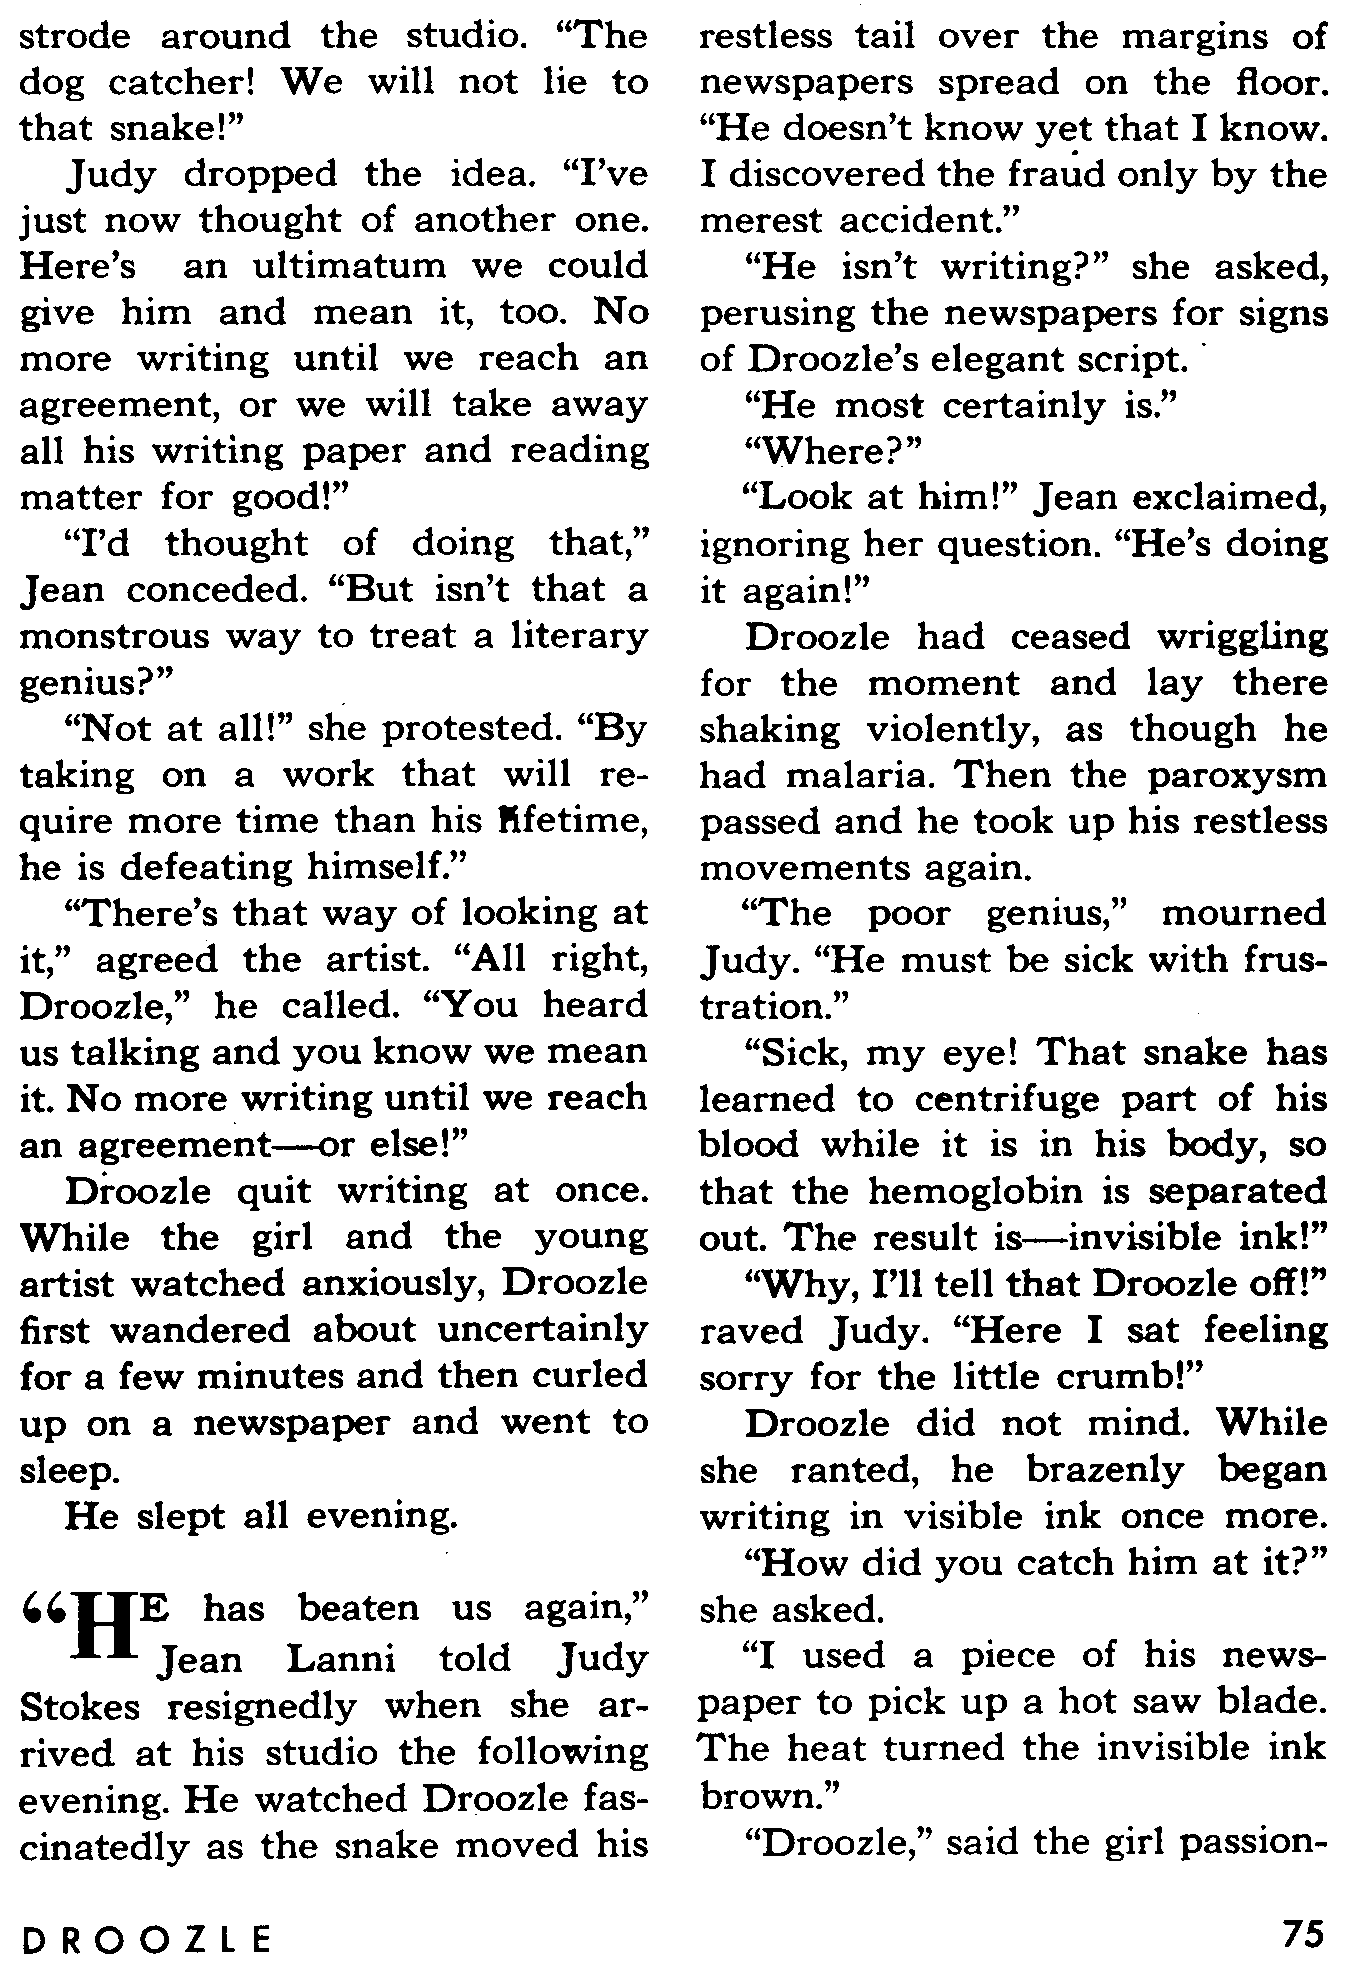 strode around the studio. “The
dog catcher! We will not lie to
that snake!”
Judy dropped the idea. “I’ve
just now thought of another one.
Here’s an ultimatum we could
give him and mean it, too. No
more writing until we reach an
agreement, or we will take away
all his writing paper and reading
matter for good!”
“I’d thought of doing that,”
Jean conceded. “But isn’t that a
monstrous way to treat a literary
genius?”
“Not at all!” she protested. “By
taking on a work that will re-
quire more time than his lifetime,
he is defeating himself.”
“There’s that way of looking at
it,” agreed the artist. “All right,
Droozle,” he called. “You heard
us talking and you know we mean
it. No more writing until we reach
an agreement—or else!”
Droozle quit writing at once.
While the girl and the young
artist watched anxiously, Droozle
first wandered about uncertainly
for a few minutes and then curled
up on a newspaper and went to
sleep.
He slept all evening.
“HE has beaten us again,”
Jean Lanni told Judy
Stokes resignedly when she ar-
rived at his studio the following
evening. He watched Droozle fas-
cinatedly as the snake moved his
restless tail over the margins of
newspapers spread on the floor.
“He doesn’t know yet that I know.
I discovered the fraud only by the
merest accident.”
“He isn’t writing?” she asked,
perusing the newspapers for signs
of Droozle’s elegant script.
“He most certainly is.”
“Where?”
“Look at him!” Jean exclaimed,
ignoring her question. “He’s doing
it again!”
Droozle had ceased wriggling
for the moment and lay there
shaking violently, as though he
had malaria. Then the paroxysm
passed and he took up his restless
movements again.
“The poor genius,” mourned
Judy. “He must be sick with frus-
tration.”
“Sick, my eye! That snake has
learned to centrifuge part of his
blood while it is in his body, so
that the hemoglobin is separated
out. The result is—invisible ink!”
“Why, I’ll tell that Droozle off!”
raved Judy. “Here I sat feeling
sorry for the little crumb!”
Droozle did not mind. While
she ranted, he brazenly began
writing in visible ink once more.
“How did you catch him at it?”
she asked.
“I used a piece of his news-
paper to pick up a hot saw blade.
The heat turned the invisible ink
brown.”
“Droozle,” said the girl passion-
DROOZLE
75